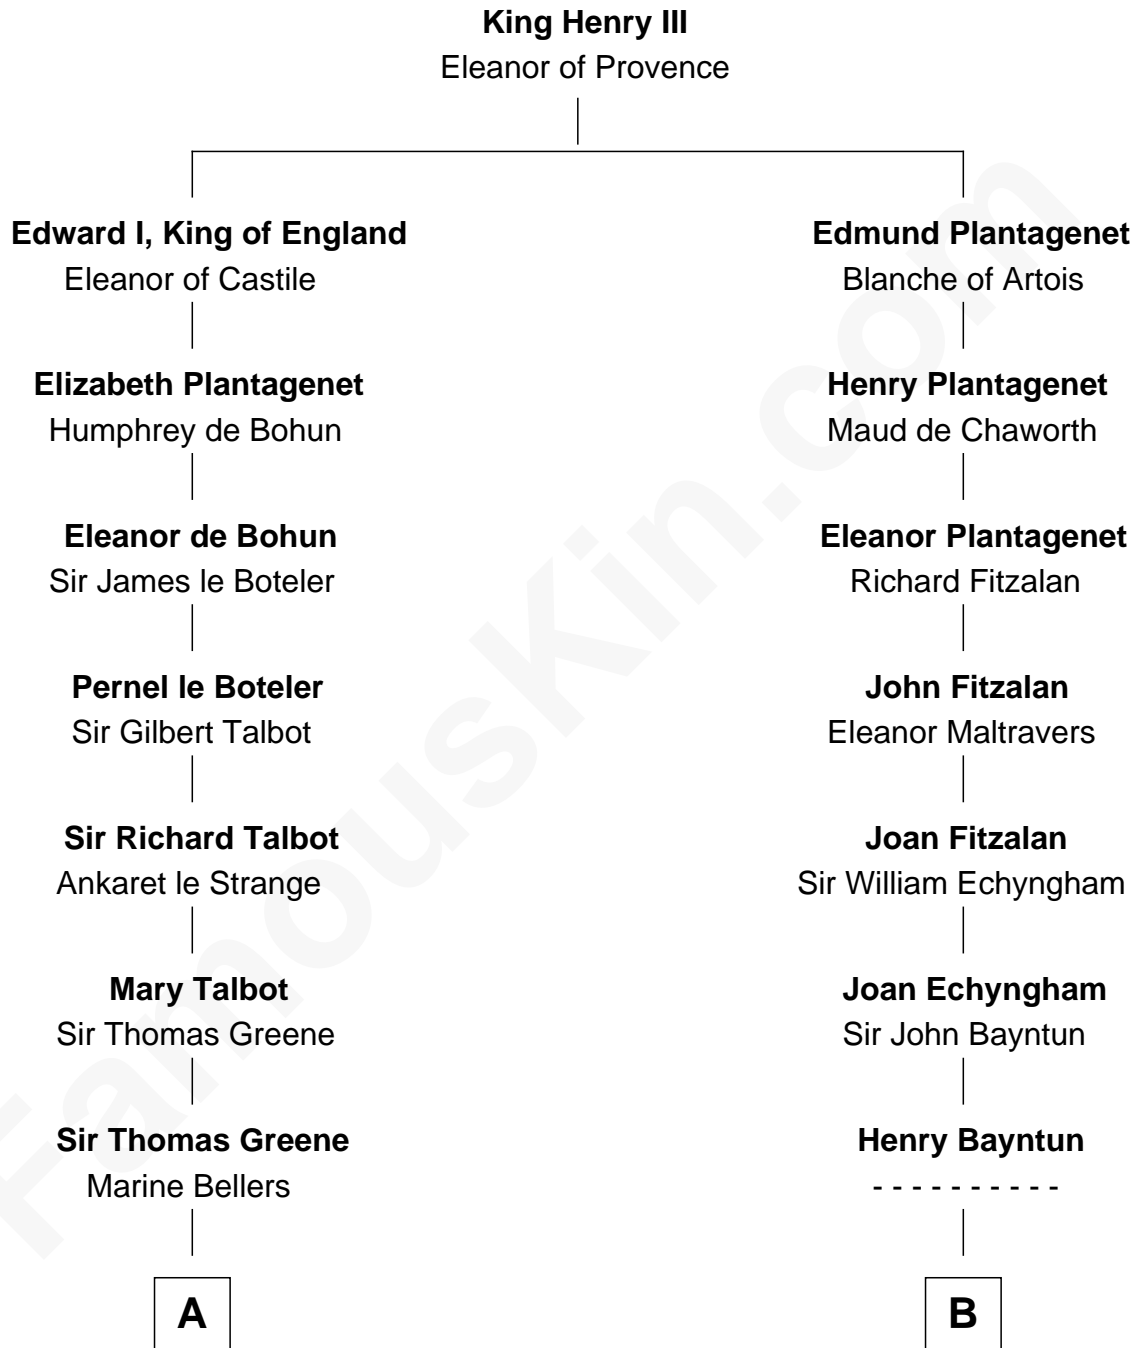 King Henry III
Eleanor of Provence
Edward I, King of England
Eleanor of Castile
Edmund Plantagenet
Blanche of Artois
Elizabeth Plantagenet
Humphrey de Bohun
Henry Plantagenet
Maud de Chaworth
Eleanor de Bohun
Sir James le Boteler
Eleanor Plantagenet
Richard Fitzalan
Pernel le Boteler
Sir Gilbert Talbot
John Fitzalan
Eleanor Maltravers
Sir Richard Talbot
Ankaret le Strange
Joan Fitzalan
Sir William Echyngham
Mary Talbot
Sir Thomas Greene
Joan Echyngham
Sir John Bayntun
Sir Thomas Greene
Marine Bellers
Henry Bayntun
- - - - - - - - - -
A
B
FamousKin.com